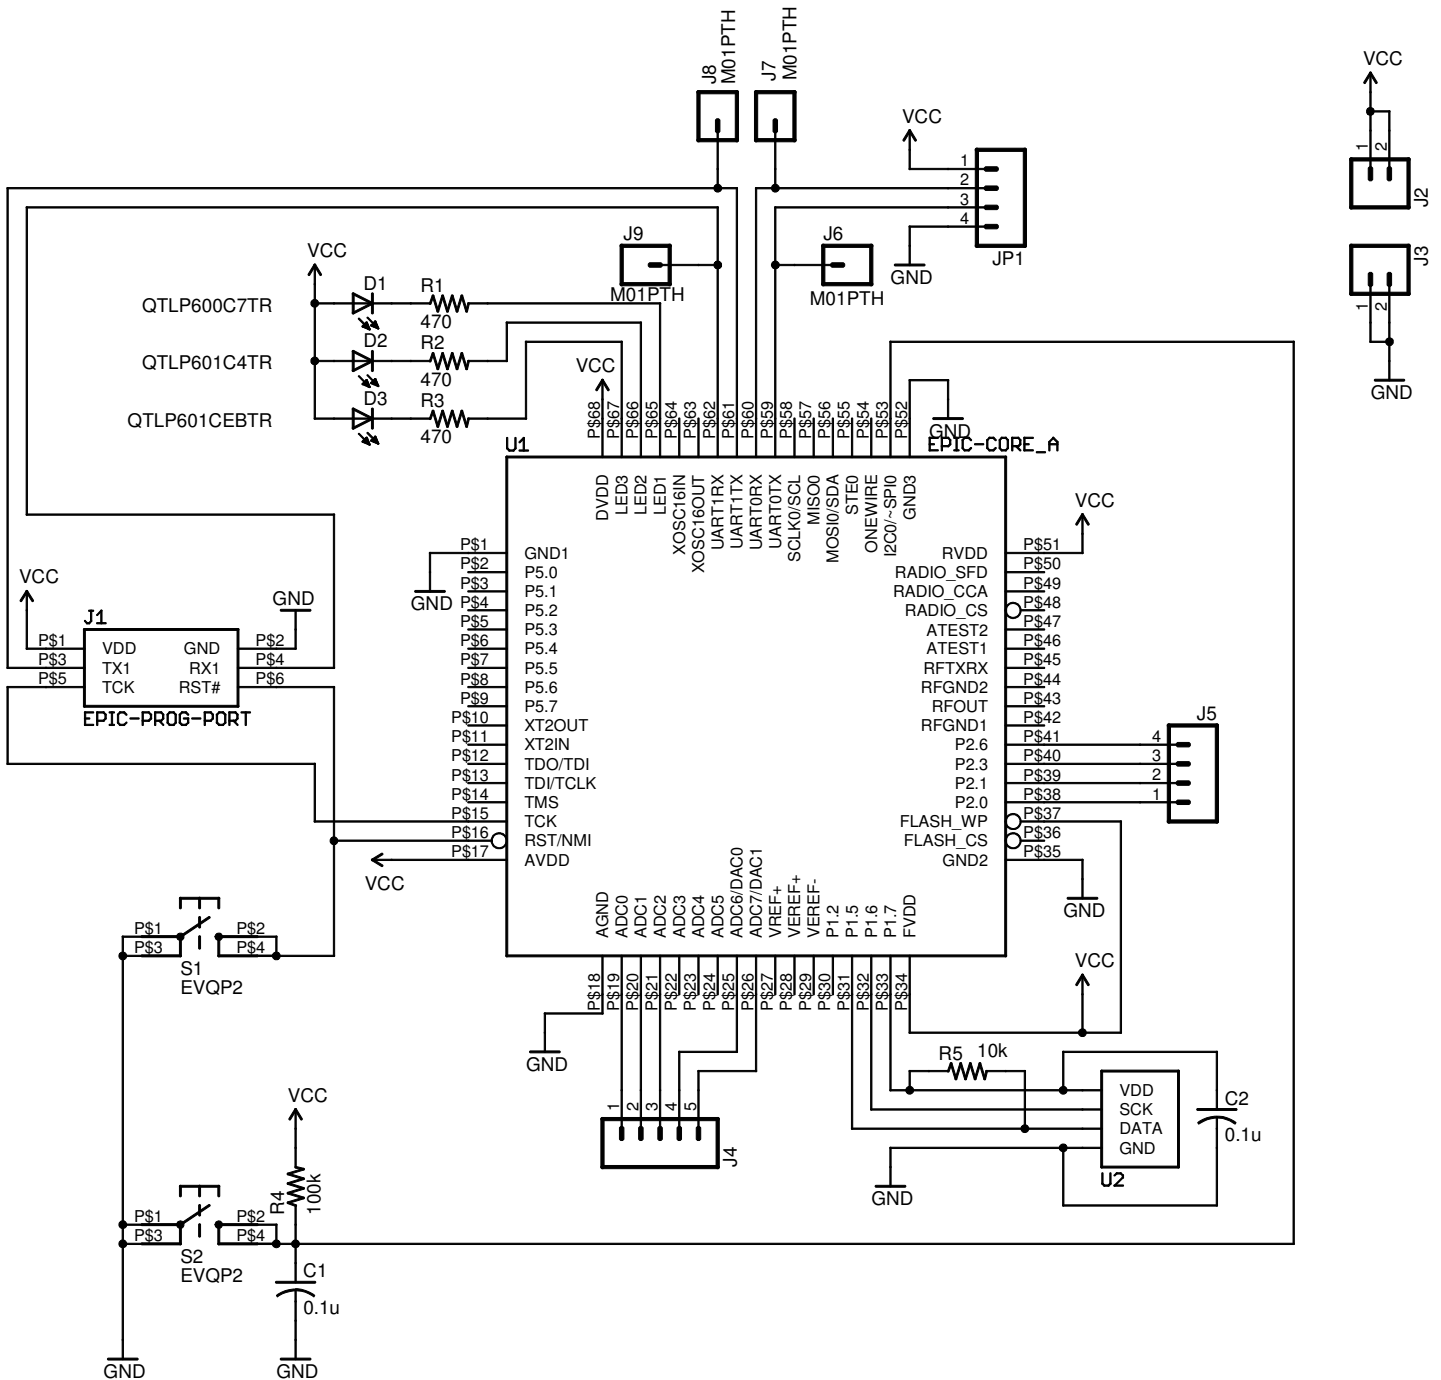 J8
M01PTH
J7
M01PTH
VCC
1
2
3
4
JP1
GND
VCC
1
2
J2
J3
1
2
GND
J9
M01PTH
J6
M01PTH
VCC
QTLP600C7TR
D1
R1
470
QTLP601C4TR
D2
R2
470
QTLP601CEBTR
D3
R3
470
VCC
P$68
P$67
P$66
P$65
P$64
P$63
P$62
P$61
P$60
P$59
P$58
P$57
P$56
P$55
P$54
P$53
P$52
GND
U1
EPIC-CORE_A
DVDD
LED3
LED2
LED1
XOSC16IN
XOSC16OUT
UART1RX
UART1TX
UART0RX
UART0TX
SCLK0/SCL
MISO0
MOSI0/SDA
STE0
ONEWIRE
I2C0/~SPI0
GND3
GND
P$1 GND1
P$2 P5.0
P$3 P5.1
P$4 P5.2
P$5 P5.3
P$6 P5.4
P$7 P5.5
P$8 P5.6
P$9 P5.7
P$10 XT2OUT
P$11 XT2IN
P$12 TDO/TDI
P$13 TDI/TCLK
P$14 TMS
P$15 TCK
P$16 RST/NMI
P$17 AVDD
VCC
VCC
RVDD P$51
RADIO_SFD P$50
RADIO_CCA P$49
RADIO_CS P$48
ATEST2 P$47
ATEST1 P$46
RFTXRX P$45
RFGND2 P$44
RFOUT P$43
RFGND1 P$42
P2.6 P$41
P2.3 P$40
P2.1 P$39
P2.0 P$38
FLASH_WP P$37
FLASH_CS P$36
GND2 P$35
GND
J5
4
3
2
1
VCC
GND
J1
P$1 VDD GND P$2
P$3 TX1 RX1 P$4
P$5 TCK RST# P$6
EPIC-PROG-PORT
AGND
ADC0
ADC1
ADC2
ADC3
ADC4
ADC5
ADC6/DAC0
ADC7/DAC1
VREF+
VEREF+
VEREF-
P1.2
P1.5
P1.6
P1.7
FVDD
P$18
P$19
P$20
P$21
P$22
P$23
P$24
P$25
P$26
P$27
P$28
P$29
P$30
P$31
P$32
P$33
P$34
GND
1
2
3
4
5
J4
VCC
P$1 P$2
P$3 P$4
S1
EVQP2
R5 10k
VDD
SCK
DATA
GND
U2
C2
0.1u
GND
VCC
R4
100k
P$1 P$2
P$3 P$4
S2
EVQP2
C1
0.1u
GND
GND